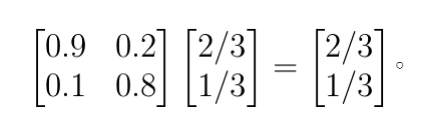 [0.9 0.2] [2/3] = [2/3]。
[0.1 0.8] [1/3] [1/3]